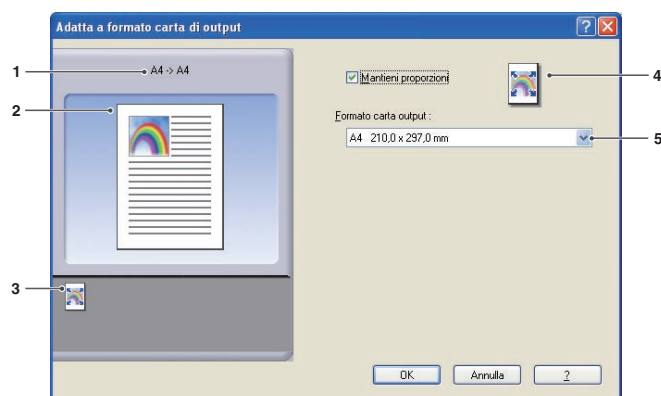 Adatta a formato carta di output
1
A4 -> A4
2
3
Mantieni proporzioni
4
Formato carta output :
A4 210,0 x 297,0 mm
5
OK
Annulla
?